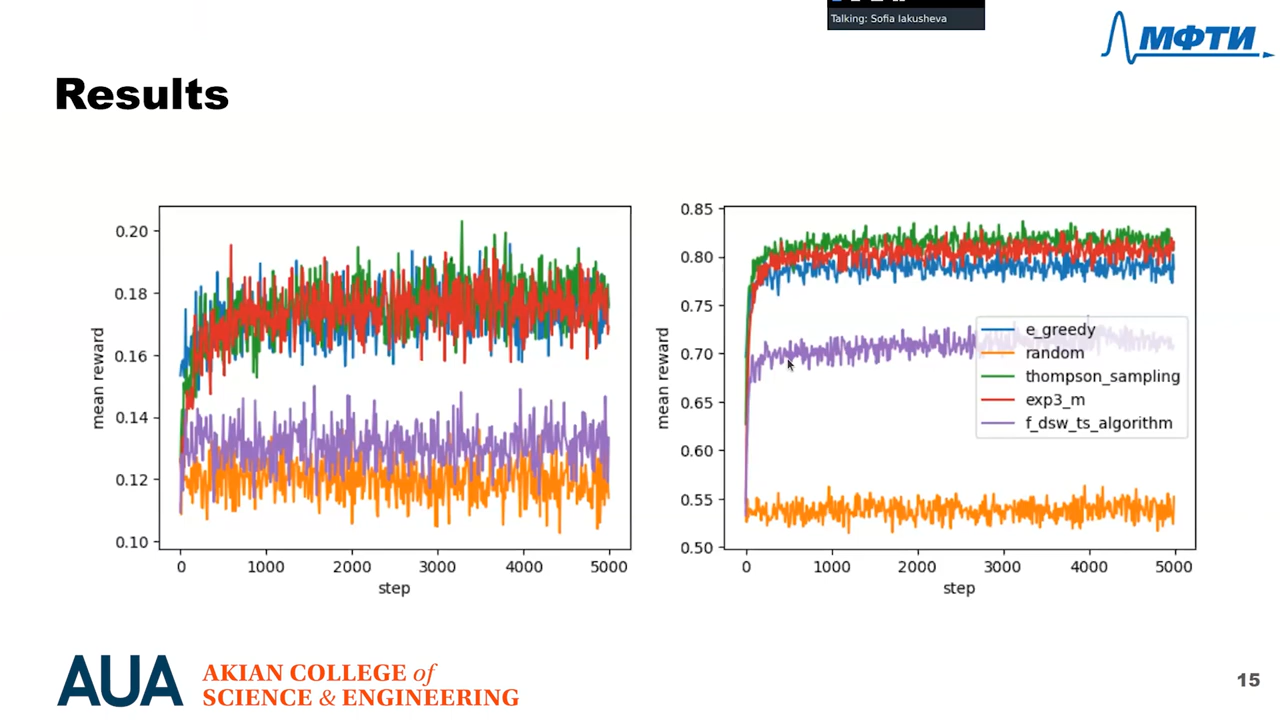 Talking: Sofia Iakusheva
МФТИ
Results
0.20
0.18
0.16
0.14
0.12
0.10
mean reward
0
1000
2000
3000
4000
5000
step
0.85
0.80
0.75
0.70
0.65
0.60
0.55
0.50
mean reward
0
1000
2000
3000
4000
5000
step
e_greedy
random
thompson_sampling
exp3_m
f_dsw_ts_algorithm
AUA
AKIAN COLLEGE of
SCIENCE & ENGINEERING
15